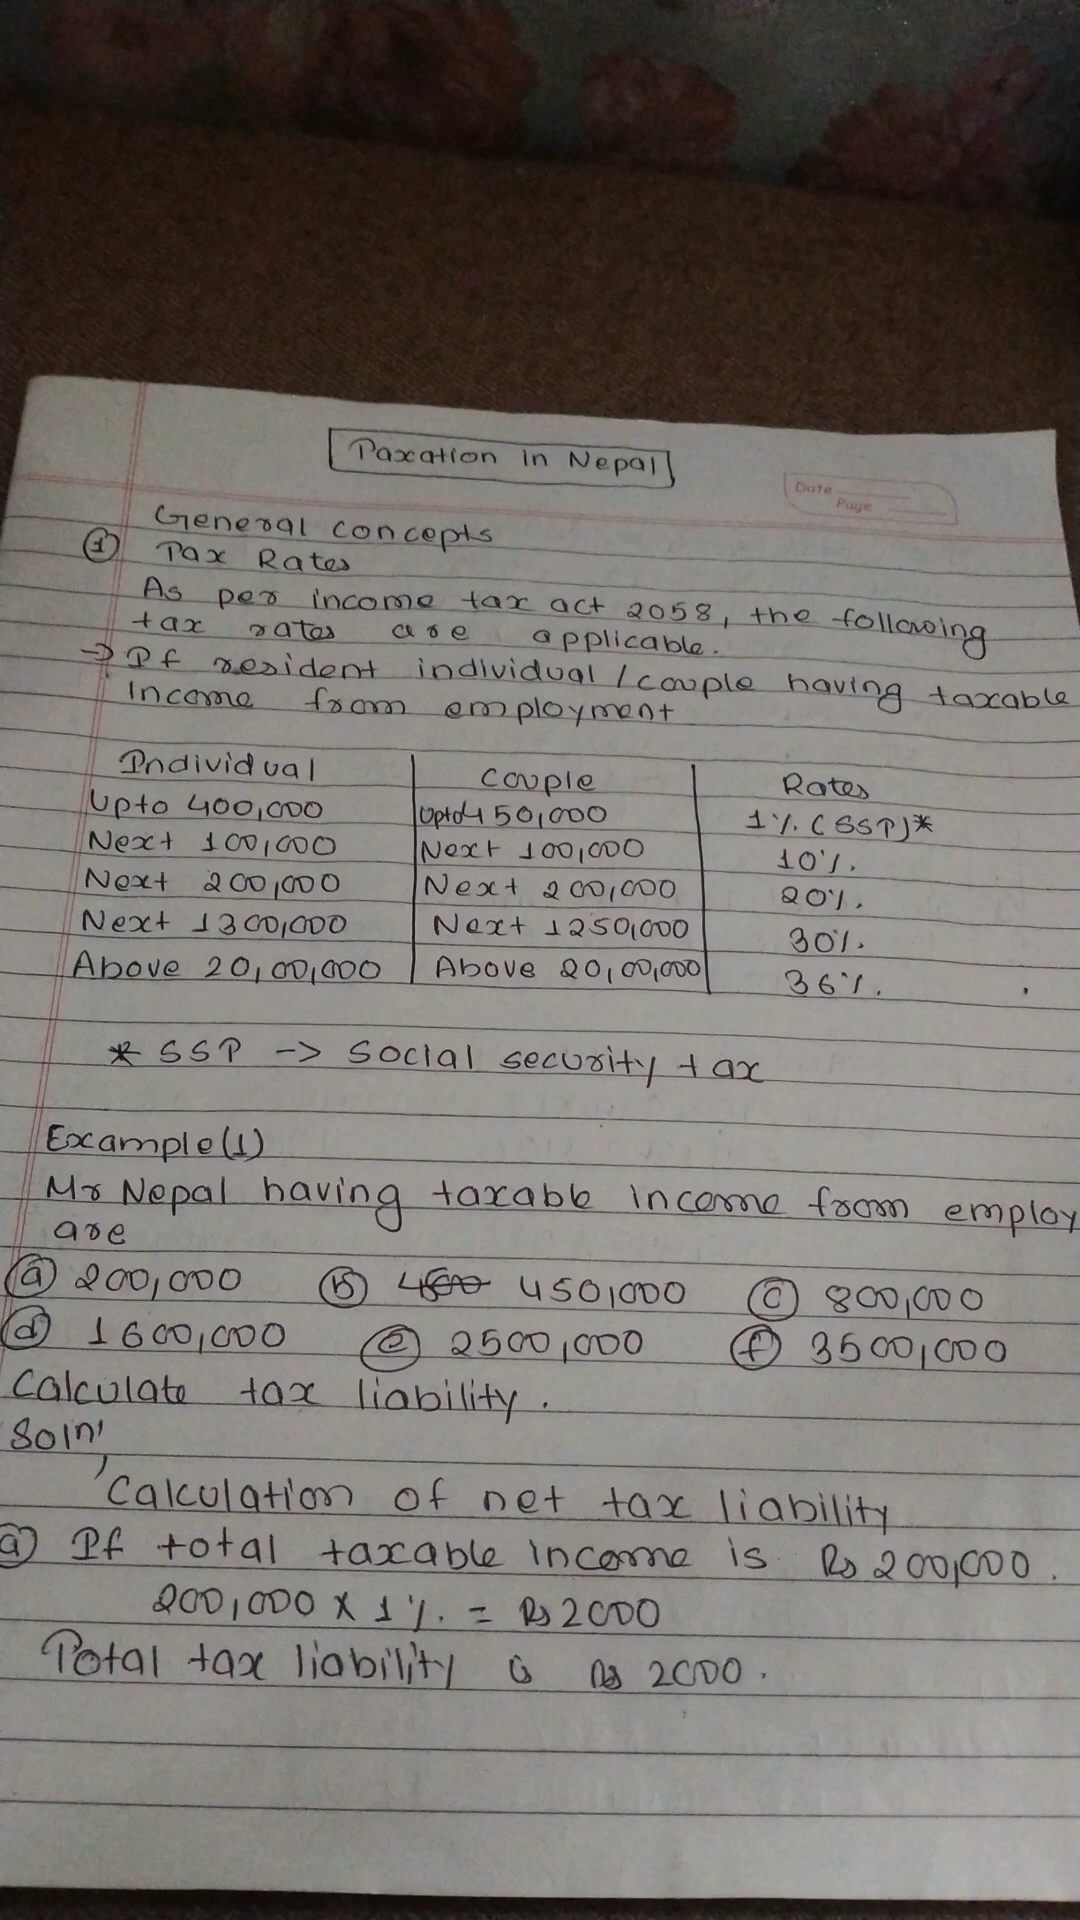 Taxation in Nepal
Date
Page
General concepts
① Tax Rates
As per income tax act 2058, the following
tax rates are applicable.
→ If resident individual / couple having taxable
income from employment
Individual | couple | Rates
Upto 400,000 | Upto 450,000 | 1% (SST)*
Next 100,000 | Next 100,000 | 10%.
Next 200,000 | Next 200,000 | 20%.
Next 1300,000 | Next 1250,000 | 30%.
Above 20,00,000 | Above 20,00,000 | 36%.
* SST -> Social security tax
Example (1)
Mr Nepal having taxable income from employ
are
ⓐ 200,000 ⓑ 450,000 ⓒ 800,000
ⓓ 1600,000 ⓔ 2500,000 ⓕ 3500,000
Calculate tax liability.
Soln'
Calculation of net tax liability
ⓐ If total taxable income is Rs 200,000.
200,000 X 1%. = Rs 2000
Total tax liability is Rs 2000.